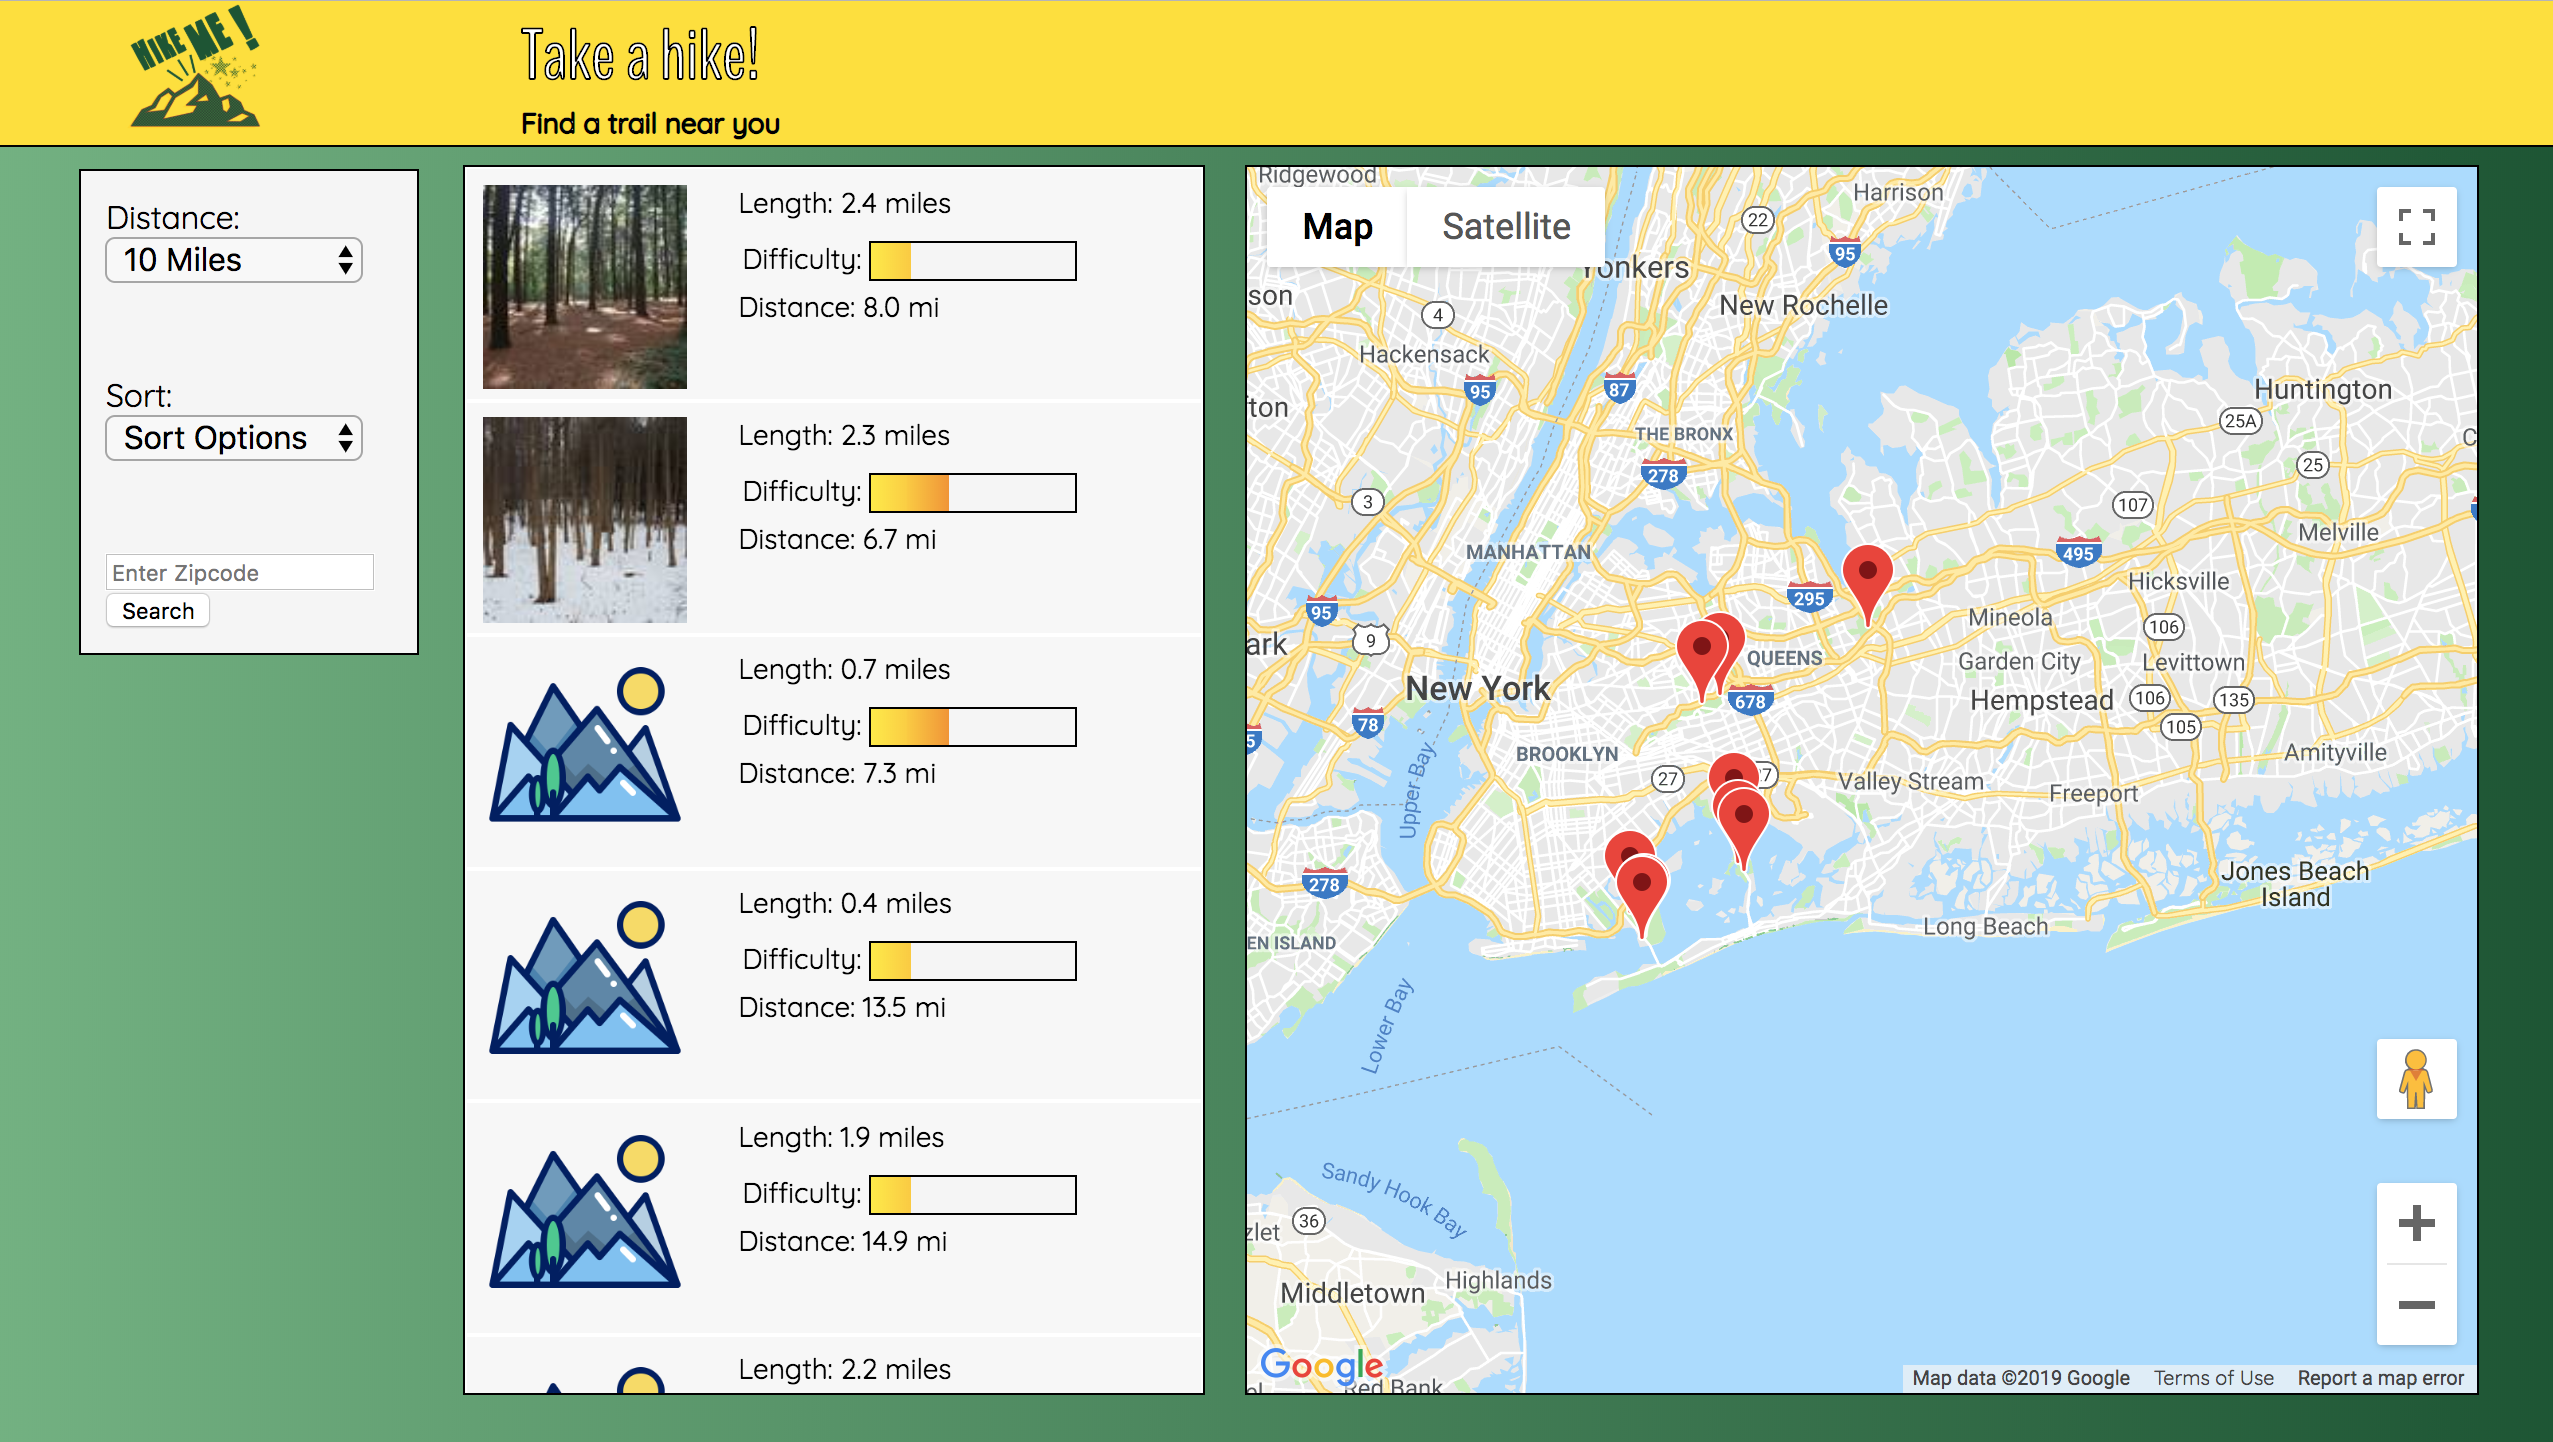 HIKE ME !
Take a hike!
Find a trail near you
Distance:
10 Miles
Sort:
Sort Options
Enter Zipcode
Search
Length: 2.4 miles
Difficulty:
Distance: 8.0 mi
Length: 2.3 miles
Difficulty:
Distance: 6.7 mi
Length: 0.7 miles
Difficulty:
Distance: 7.3 mi
Length: 0.4 miles
Difficulty:
Distance: 13.5 mi
Length: 1.9 miles
Difficulty:
Distance: 14.9 mi
Length: 2.2 miles
Ridgewood
Map
Satellite
Harrison
22
95
Yonkers
son
New Rochelle
4
Hackensack
95
87
Huntington
ton
25A
THE BRONX
278
25
3
107
Melville
MANHATTAN
495
Hicksville
295
95
Mineola
106
9
ark
QUEENS
Garden City
Levittown
New York
678
Hempstead
106
135
78
105
5
BROOKLYN
Amityville
27
7
Valley Stream
Freeport
Upper Bay
278
Jones Beach
Island
Long Beach
EN ISLAND
Lower Bay
Sandy Hook Bay
36
zlet
Highlands
Middletown
Google
Red Bank
Map data ©2019 Google
Terms of Use
Report a map error